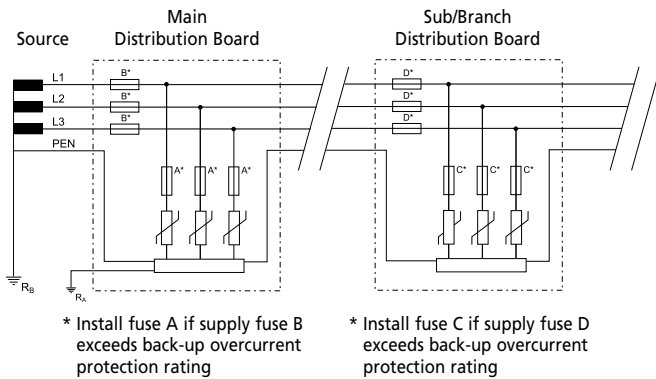 Source
Main
Distribution Board
Sub/Branch
Distribution Board
L1
B*
D*
L2
B*
D*
L3
B*
D*
PEN
A*
A*
A*
C*
C*
C*
RB
RA
* Install fuse A if supply fuse B
exceeds back-up overcurrent
protection rating
* Install fuse C if supply fuse D
exceeds back-up overcurrent
protection rating